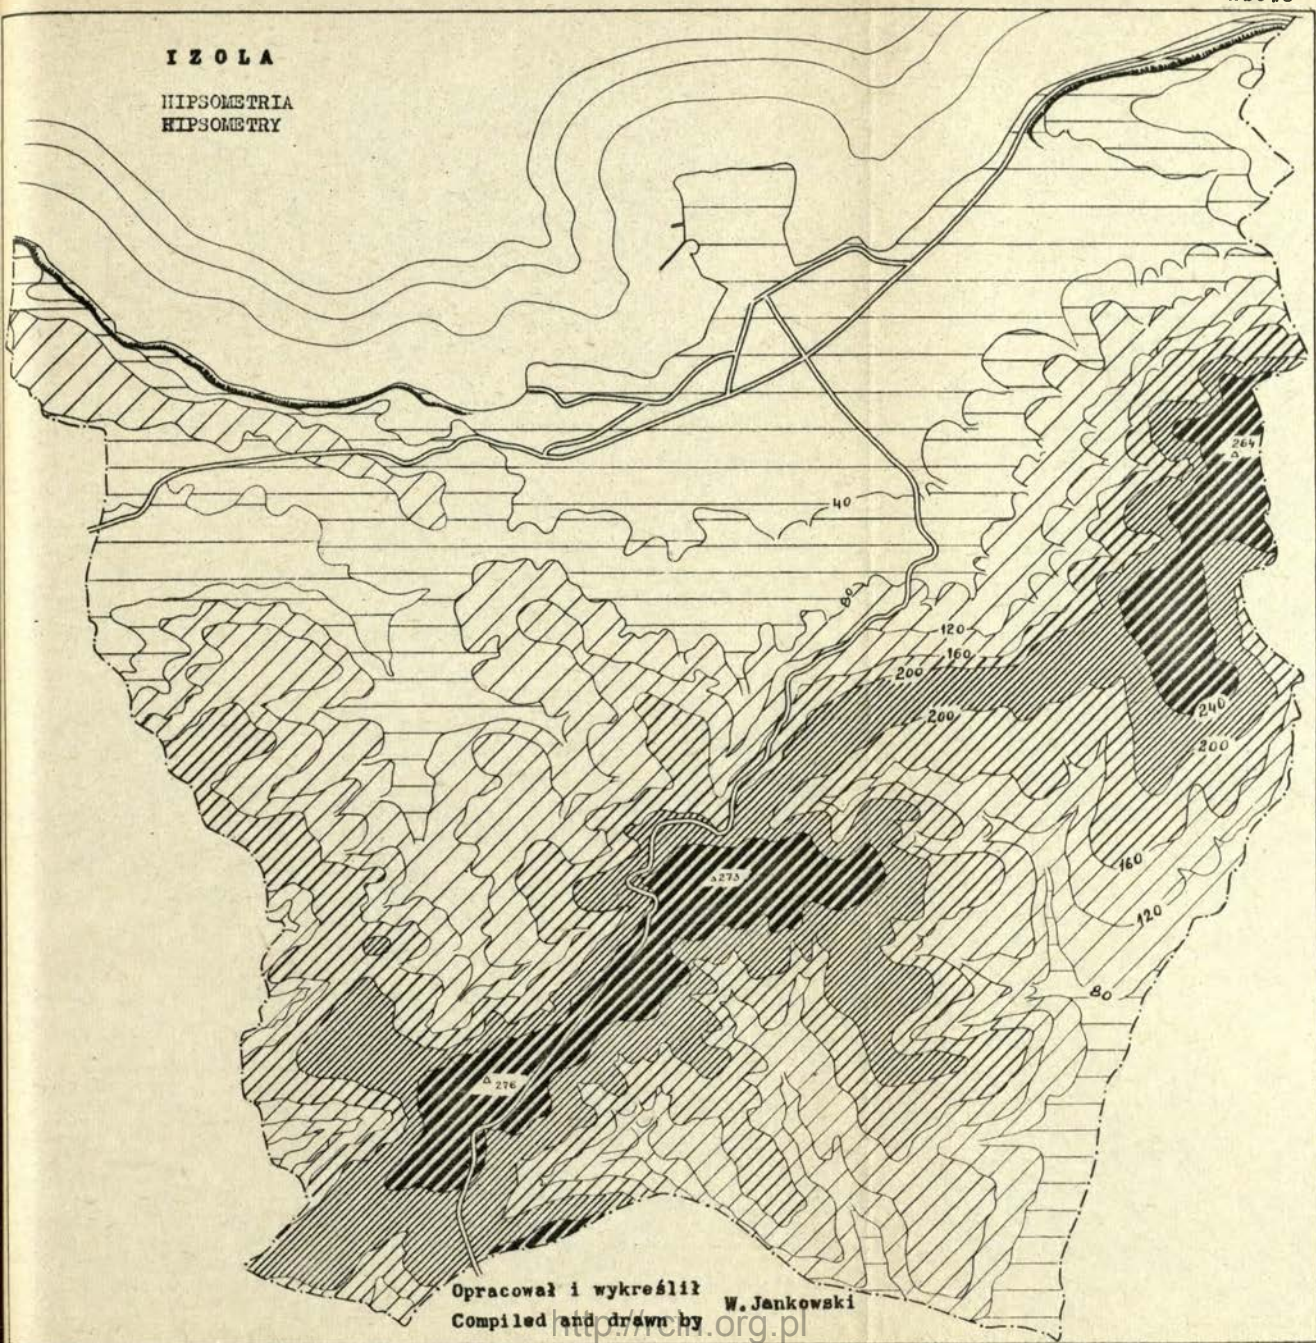 IZOLA
HIPSOMETRIA
HIPSOMETRY
264
40
80
120
160
200
200
240
200
273
160
120
80
276
Opracował i wykreślił
W.Jankowski
Compiled and drawn by
http://rcin.org.pl